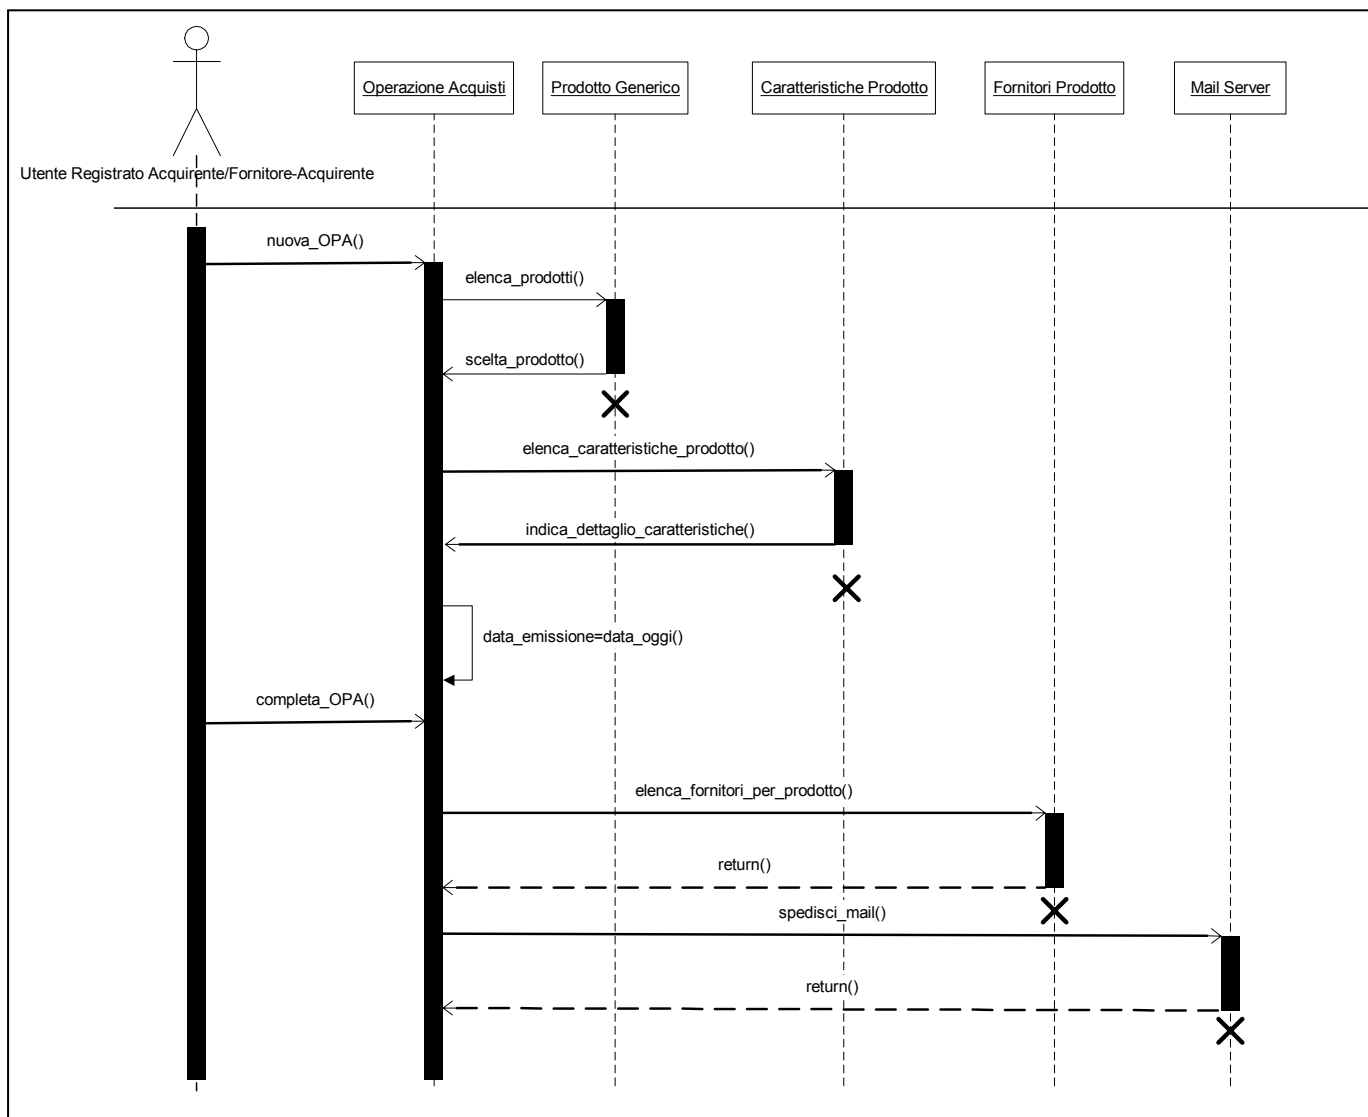 Operazione Acquisti
Prodotto Generico
Caratteristiche Prodotto
Fornitori Prodotto
Mail Server
Utente Registrato Acquirente/Fornitore-Acquirente
nuova_OPA()
elenca_prodotti()
scelta_prodotto()
elenca_caratteristiche_prodotto()
indica_dettaglio_caratteristiche()
data_emissione=data_oggi()
completa_OPA()
elenca_fornitori_per_prodotto()
return()
spedisci_mail()
return()